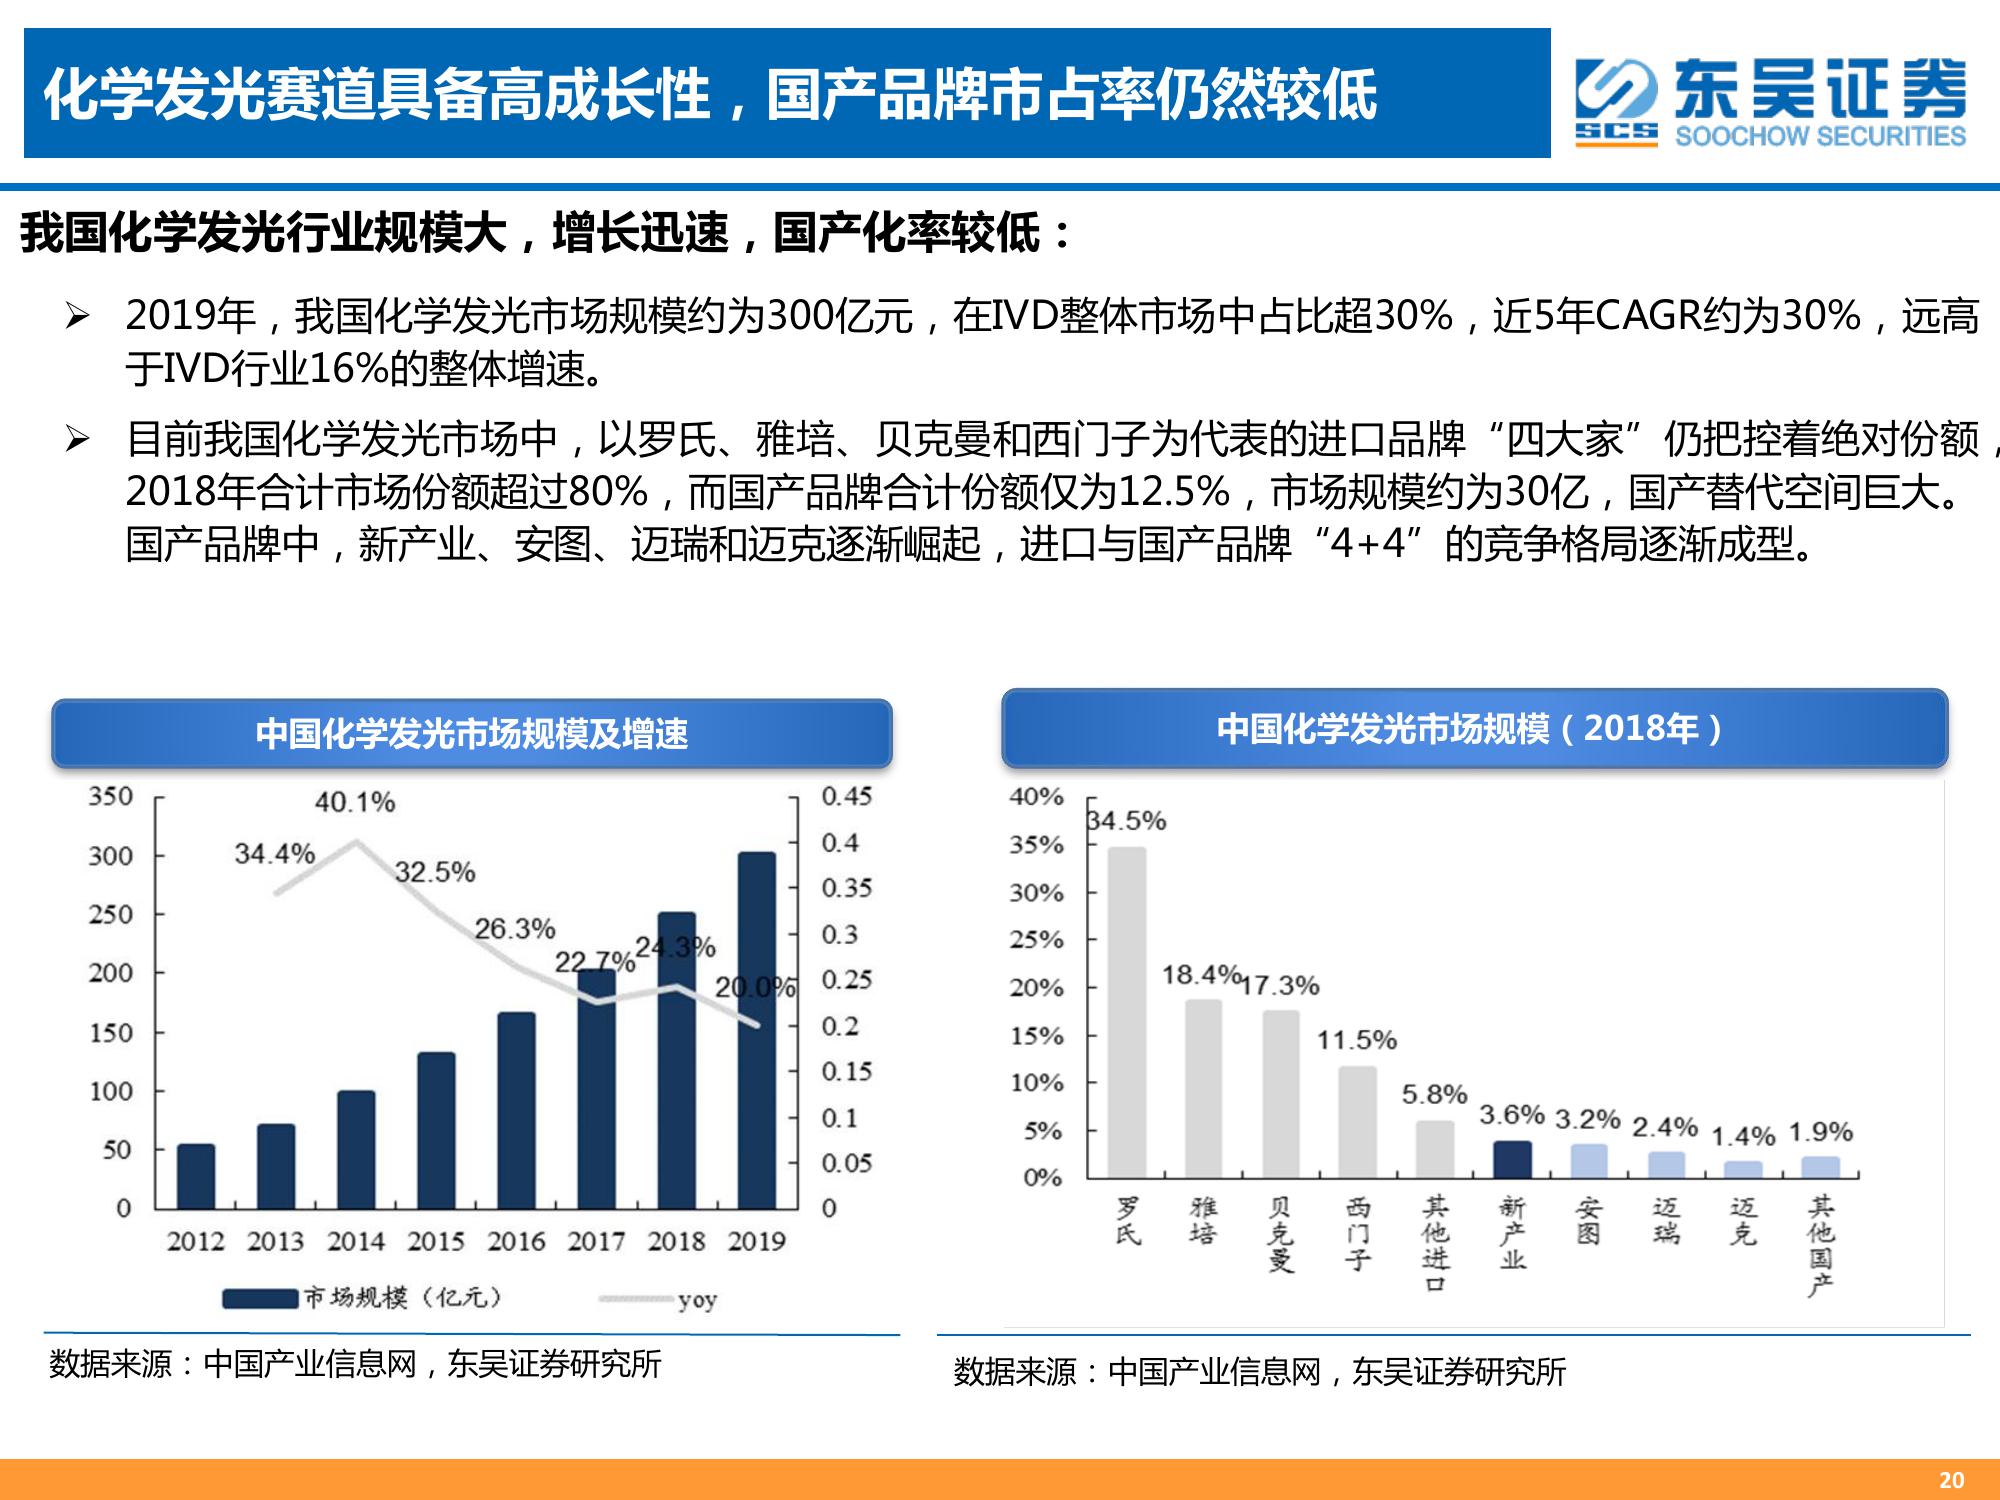 化学发光赛道具备高成长性，国产品牌市占率仍然较低
东吴证券
SCS
SOOCHOW SECURITIES
我国化学发光行业规模大，增长迅速，国产化率较低：
➢ 2019年，我国化学发光市场规模约为300亿元，在IVD整体市场中占比超30%，近5年CAGR约为30%，远高
于IVD行业16%的整体增速。
➢ 目前我国化学发光市场中，以罗氏、雅培、贝克曼和西门子为代表的进口品牌“四大家”仍把控着绝对份额，
2018年合计市场份额超过80%，而国产品牌合计份额仅为12.5%，市场规模约为30亿，国产替代空间巨大。
国产品牌中，新产业、安图、迈瑞和迈克逐渐崛起，进口与国产品牌“4+4”的竞争格局逐渐成型。
中国化学发光市场规模及增速
350
300
250
200
150
100
50
0
34.4%
40.1%
32.5%
26.3%
22.7%
24.3%
20.0%
0.45
0.4
0.35
0.3
0.25
0.2
0.15
0.1
0.05
0
2012 2013 2014 2015 2016 2017 2018 2019
市场规模（亿元） yoy
数据来源：中国产业信息网，东吴证券研究所
中国化学发光市场规模（2018年）
40%
35%
30%
25%
20%
15%
10%
5%
0%
34.5%
18.4%
17.3%
11.5%
5.8%
3.6%
3.2%
2.4%
1.4%
1.9%
罗氏
雅培
贝克曼
西门子
其他进口
新产业
安图
迈瑞
迈克
其他国产
数据来源：中国产业信息网，东吴证券研究所
20